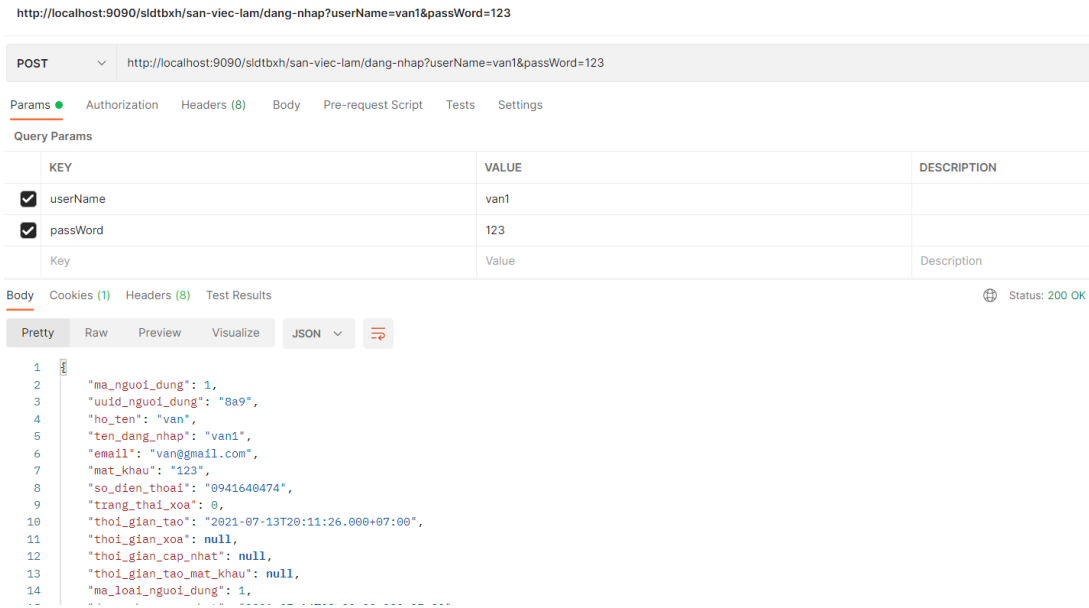 http://localhost:9090/sldtbxh/san-viec-lam/dang-nhap?userName=van1&passWord=123
POST http://localhost:9090/sldtbxh/san-viec-lam/dang-nhap?userName=van1&passWord=123
Params Authorization Headers (8) Body Pre-request Script Tests Settings
Query Params
KEY VALUE DESCRIPTION
userName van1
passWord 123
Key Value Description
Body Cookies (1) Headers (8) Test Results Status: 200 OK
Pretty Raw Preview Visualize JSON
1 {
2 "ma_nguoi_dung": 1,
3 "uuid_nguoi_dung": "8a9",
4 "ho_ten": "van",
5 "ten_dang_nhap": "van1",
6 "email": "van@gmail.com",
7 "mat_khau": "123",
8 "so_dien_thoai": "0941640474",
9 "trang_thai_xoa": 0,
10 "thoi_gian_tao": "2021-07-13T20:11:26.000+07:00",
11 "thoi_gian_xoa": null,
12 "thoi_gian_cap_nhat": null,
13 "thoi_gian_tao_mat_khau": null,
14 "ma_loai_nguoi_dung": 1,